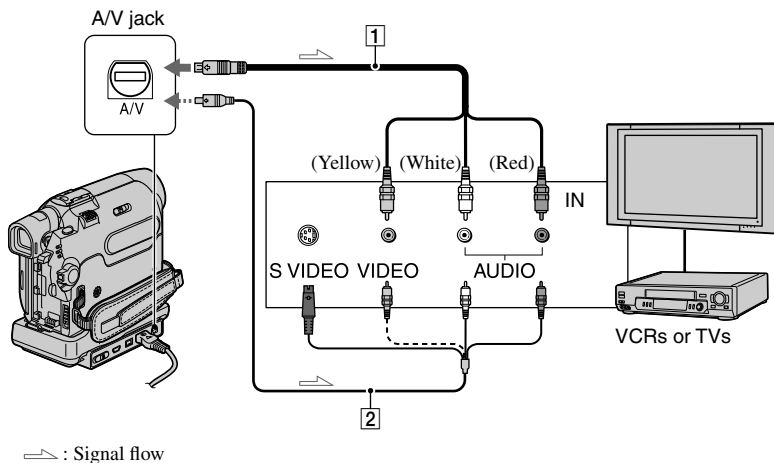 A/V jack
1
A/V
(Yellow) (White) (Red)
IN
S VIDEO VIDEO AUDIO
VCRs or TVs
2
: Signal flow